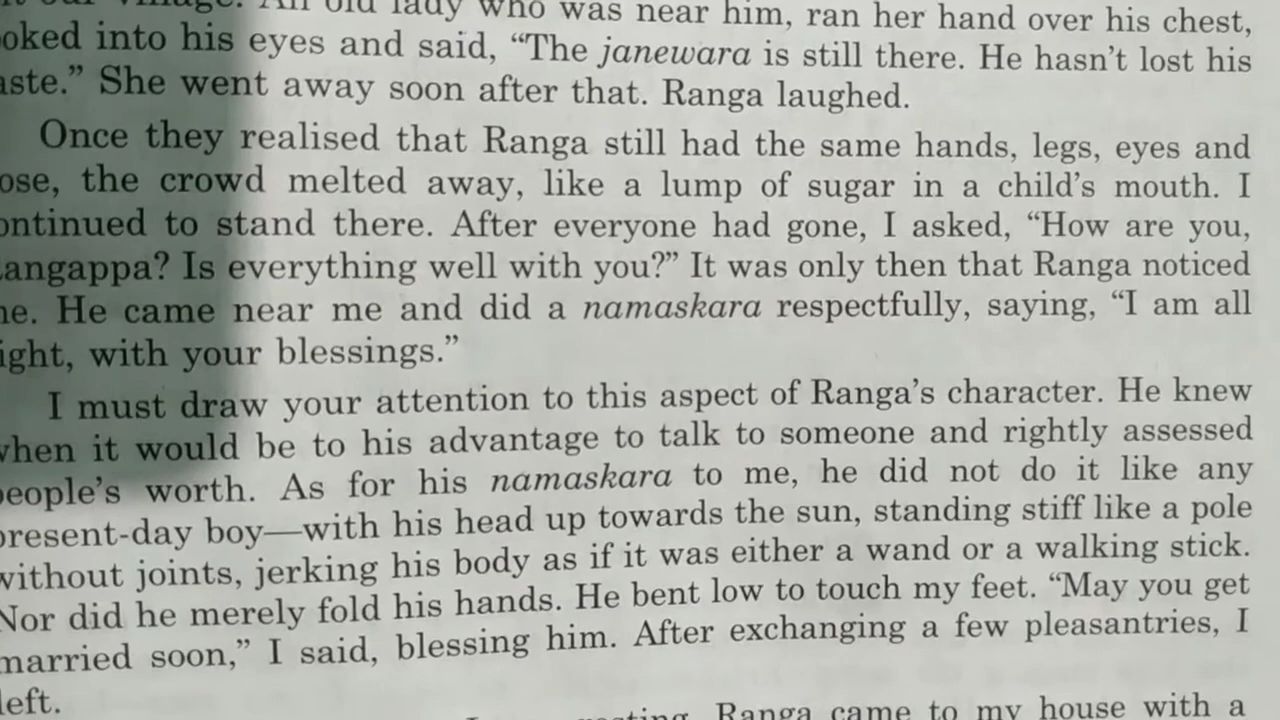 our village. An old lady who was near him, ran her hand over his chest,
oked into his eyes and said, “The janewara is still there. He hasn’t lost his
aste.” She went away soon after that. Ranga laughed.
Once they realised that Ranga still had the same hands, legs, eyes and
ose, the crowd melted away, like a lump of sugar in a child’s mouth. I
ontinued to stand there. After everyone had gone, I asked, “How are you,
angappa? Is everything well with you?” It was only then that Ranga noticed
e. He came near me and did a namaskara respectfully, saying, “I am all
ight, with your blessings.”
I must draw your attention to this aspect of Ranga’s character. He knew
when it would be to his advantage to talk to someone and rightly assessed
people’s worth. As for his namaskara to me, he did not do it like any
present-day boy—with his head up towards the sun, standing stiff like a pole
without joints, jerking his body as if it was either a wand or a walking stick.
Nor did he merely fold his hands. He bent low to touch my feet. “May you get
married soon,” I said, blessing him. After exchanging a few pleasantries, I
left.
Ranga came to my house with a